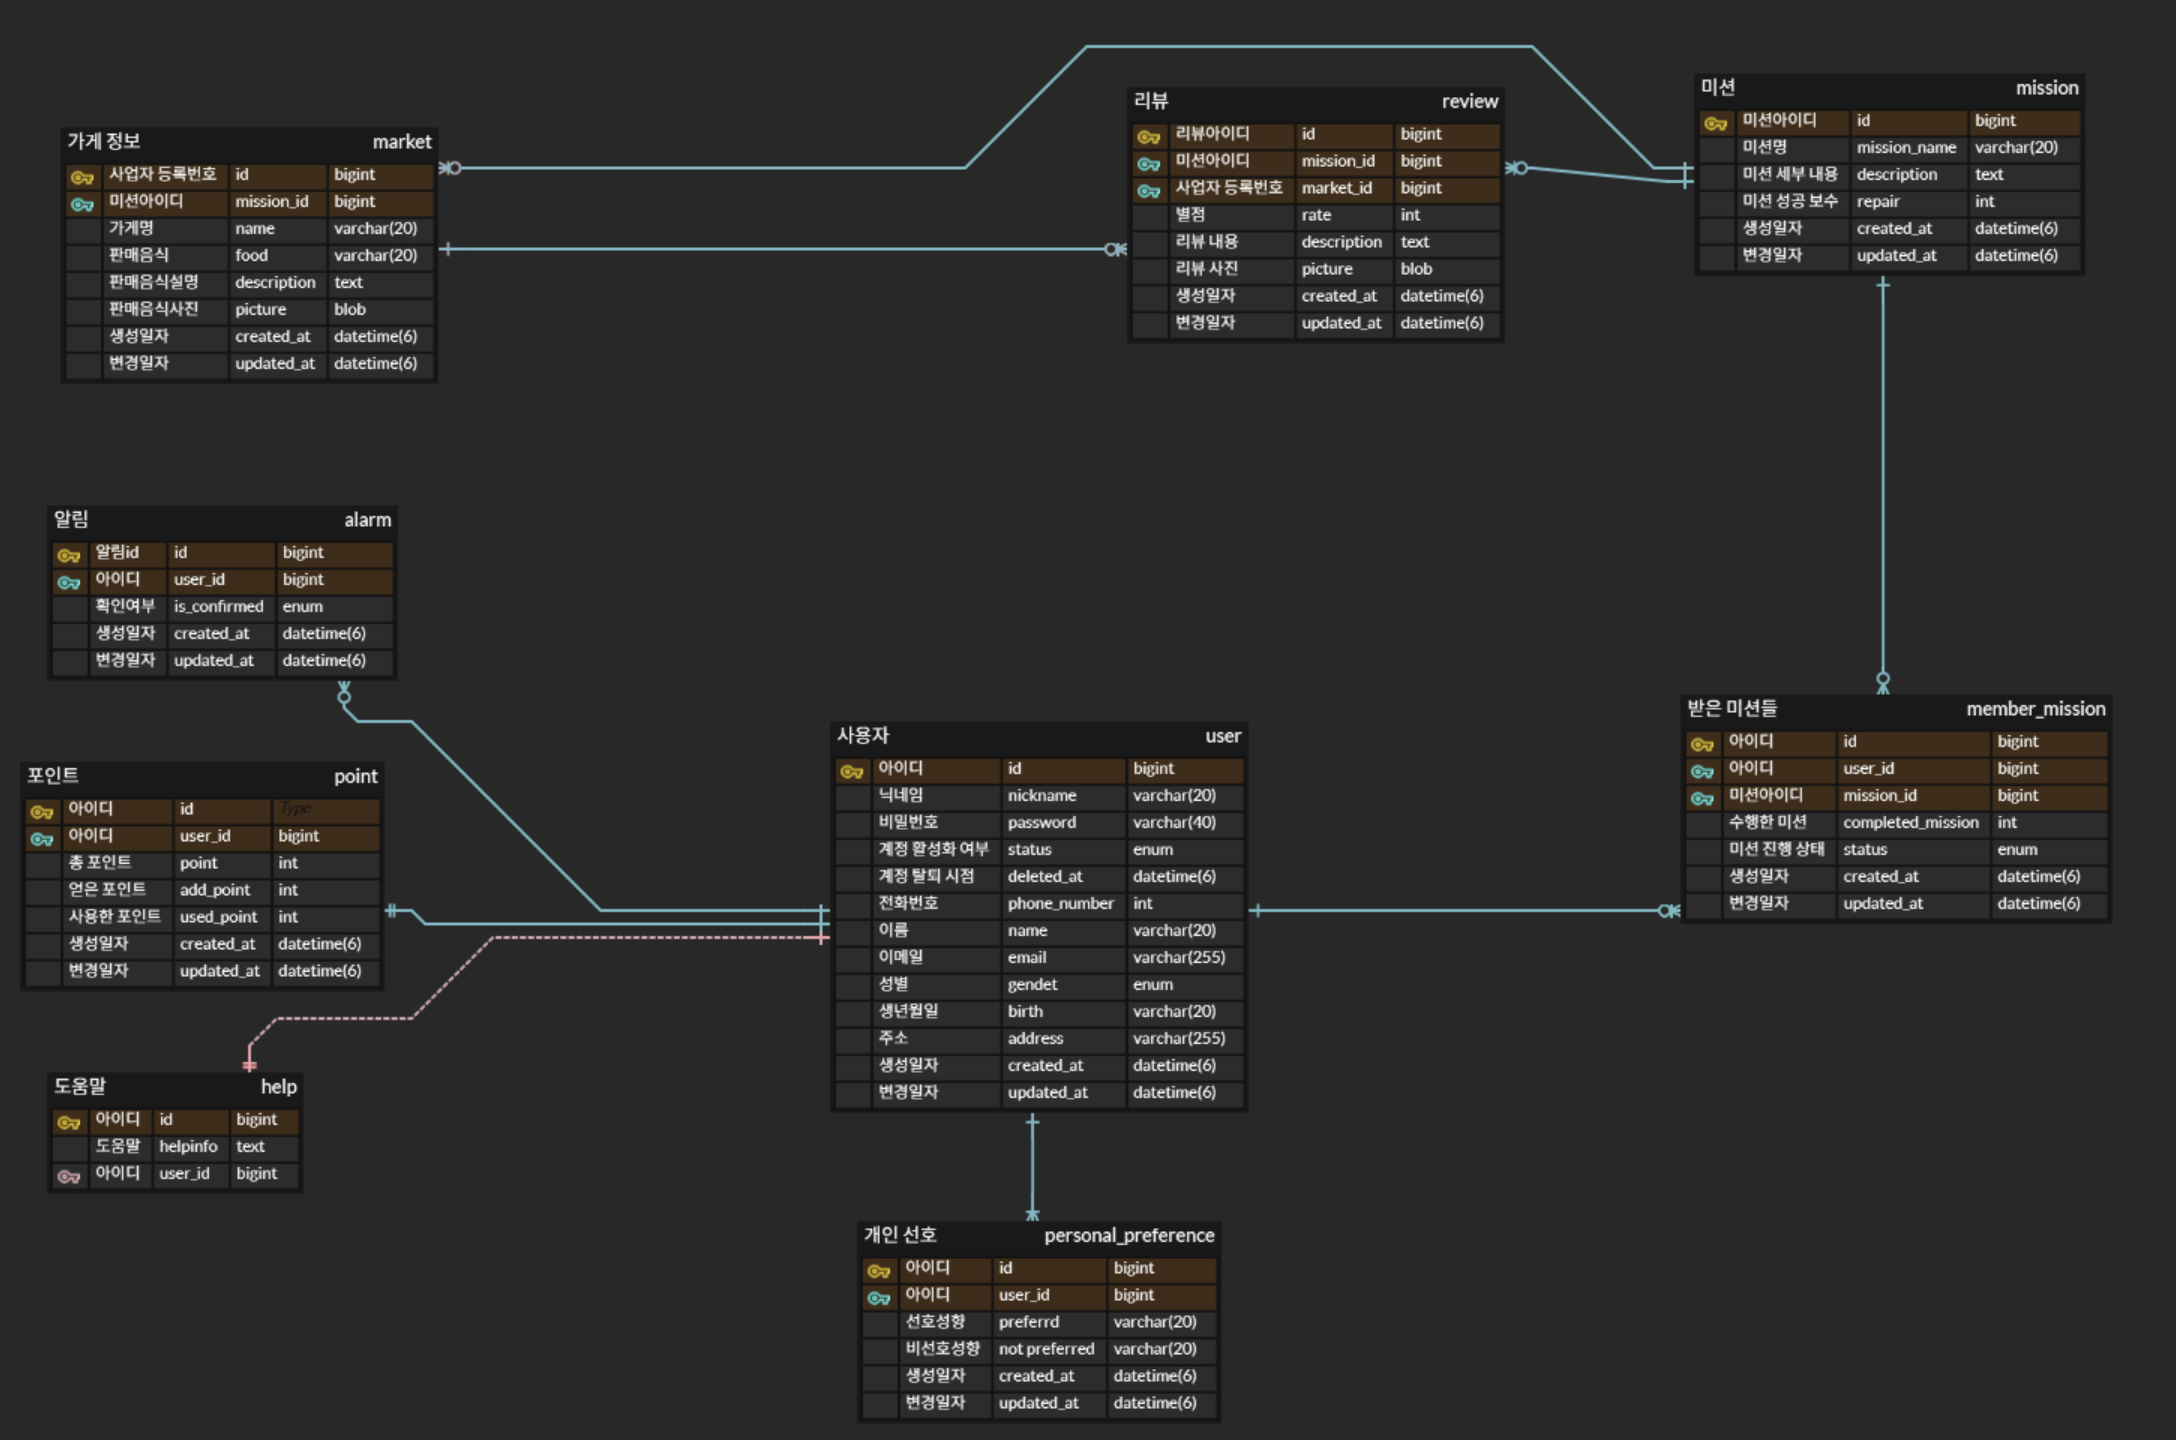 가게 정보 market
사업자 등록번호 id bigint
미션아이디 mission_id bigint
가게명 name varchar(20)
판매음식 food varchar(20)
판매음식설명 description text
판매음식사진 picture blob
생성일자 created_at datetime(6)
변경일자 updated_at datetime(6)
리뷰 review
리뷰아이디 id bigint
미션아이디 mission_id bigint
사업자 등록번호 market_id bigint
별점 rate int
리뷰 내용 description text
리뷰 사진 picture blob
생성일자 created_at datetime(6)
변경일자 updated_at datetime(6)
미션 mission
미션아이디 id bigint
미션명 mission_name varchar(20)
미션 세부 내용 description text
미션 성공 보수 repair int
생성일자 created_at datetime(6)
변경일자 updated_at datetime(6)
알림 alarm
알림id id bigint
아이디 user_id bigint
확인여부 is_confirmed enum
생성일자 created_at datetime(6)
변경일자 updated_at datetime(6)
포인트 point
아이디 id Type
아이디 user_id bigint
총 포인트 point int
얻은 포인트 add_point int
사용한 포인트 used_point int
생성일자 created_at datetime(6)
변경일자 updated_at datetime(6)
도움말 help
아이디 id bigint
도움말 helpinfo text
아이디 user_id bigint
사용자 user
아이디 id bigint
닉네임 nickname varchar(20)
비밀번호 password varchar(40)
계정 활성화 여부 status enum
계정 탈퇴 시점 deleted_at datetime(6)
전화번호 phone_number int
이름 name varchar(20)
이메일 email varchar(255)
성별 gendet enum
생년월일 birth varchar(20)
주소 address varchar(255)
생성일자 created_at datetime(6)
변경일자 updated_at datetime(6)
받은 미션들 member_mission
아이디 id bigint
아이디 user_id bigint
미션아이디 mission_id bigint
수행한 미션 completed_mission int
미션 진행 상태 status enum
생성일자 created_at datetime(6)
변경일자 updated_at datetime(6)
개인 선호 personal_preference
아이디 id bigint
아이디 user_id bigint
선호성향 preferrd varchar(20)
비선호성향 not preferred varchar(20)
생성일자 created_at datetime(6)
변경일자 updated_at datetime(6)